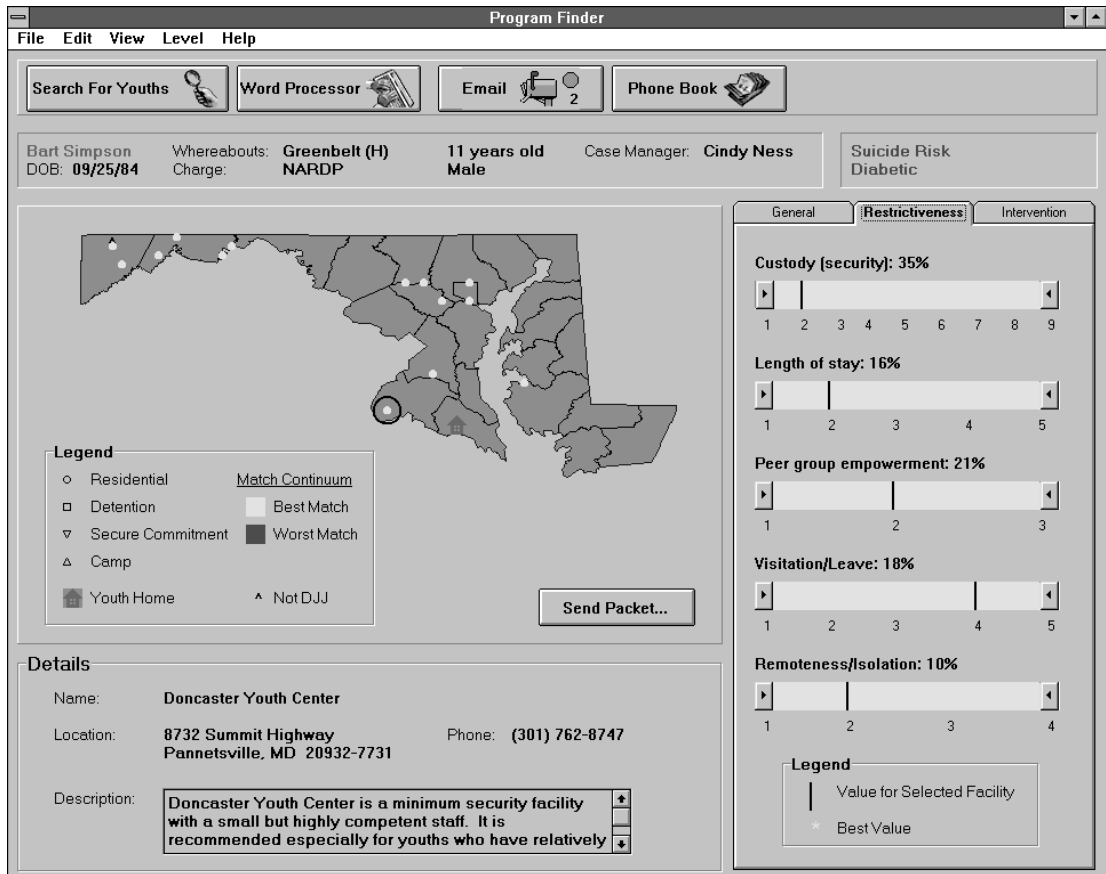 Program Finder
File Edit View Level Help
Search For Youths Word Processor Email 2 Phone Book
Bart Simpson Whereabouts: Greenbelt (H) 11 years old Case Manager: Cindy Ness Suicide Risk
DOB: 09/25/84 Charge: NARDP Male Diabetic
General Restrictiveness Intervention
Custody (security): 35%
1 2 3 4 5 6 7 8 9
Length of stay: 16%
1 2 3 4 5
Peer group empowerment: 21%
1 2 3
Visitation/Leave: 18%
1 2 3 4 5
Remoteness/Isolation: 10%
1 2 3 4
Legend
Value for Selected Facility
* Best Value
Legend
Residential Match Continuum
Detention Best Match
Secure Commitment Worst Match
Camp
Youth Home ^ Not DJJ
Send Packet...
Details
Name: Doncaster Youth Center
Location: 8732 Summit Highway Phone: (301) 762-8747
Pannetsville, MD 20932-7731
Description: Doncaster Youth Center is a minimum security facility
with a small but highly competent staff. It is
recommended especially for youths who have relatively